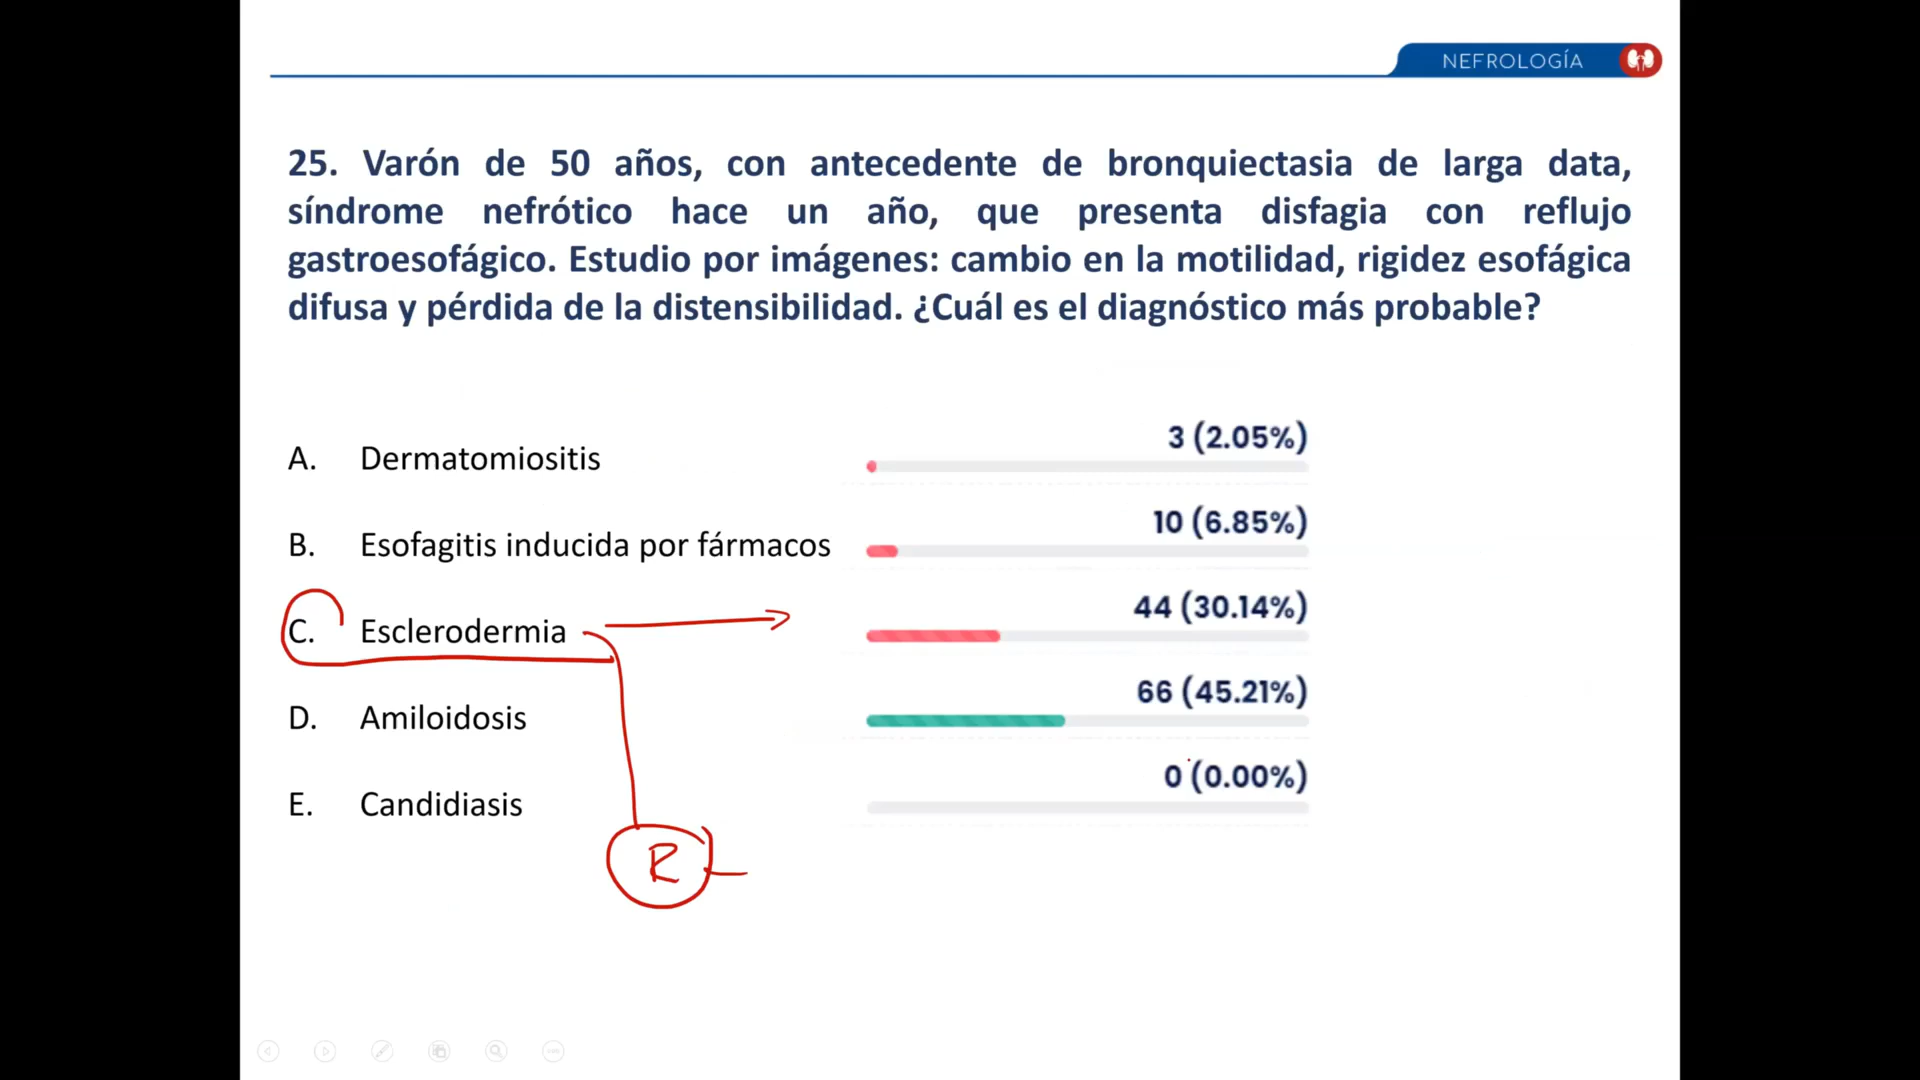 NEFROLOGÍA
25. Varón de 50 años, con antecedente de bronquiectasia de larga data,
síndrome nefrótico hace un año, que presenta disfagia con reflujo
gastroesofágico. Estudio por imágenes: cambio en la motilidad, rigidez esofágica
difusa y pérdida de la distensibilidad. ¿Cuál es el diagnóstico más probable?
A. Dermatomiositis
3 (2.05%)
B. Esofagitis inducida por fármacos
10 (6.85%)
C. Esclerodermia
44 (30.14%)
D. Amiloidosis
66 (45.21%)
E. Candidiasis
0 (0.00%)
R